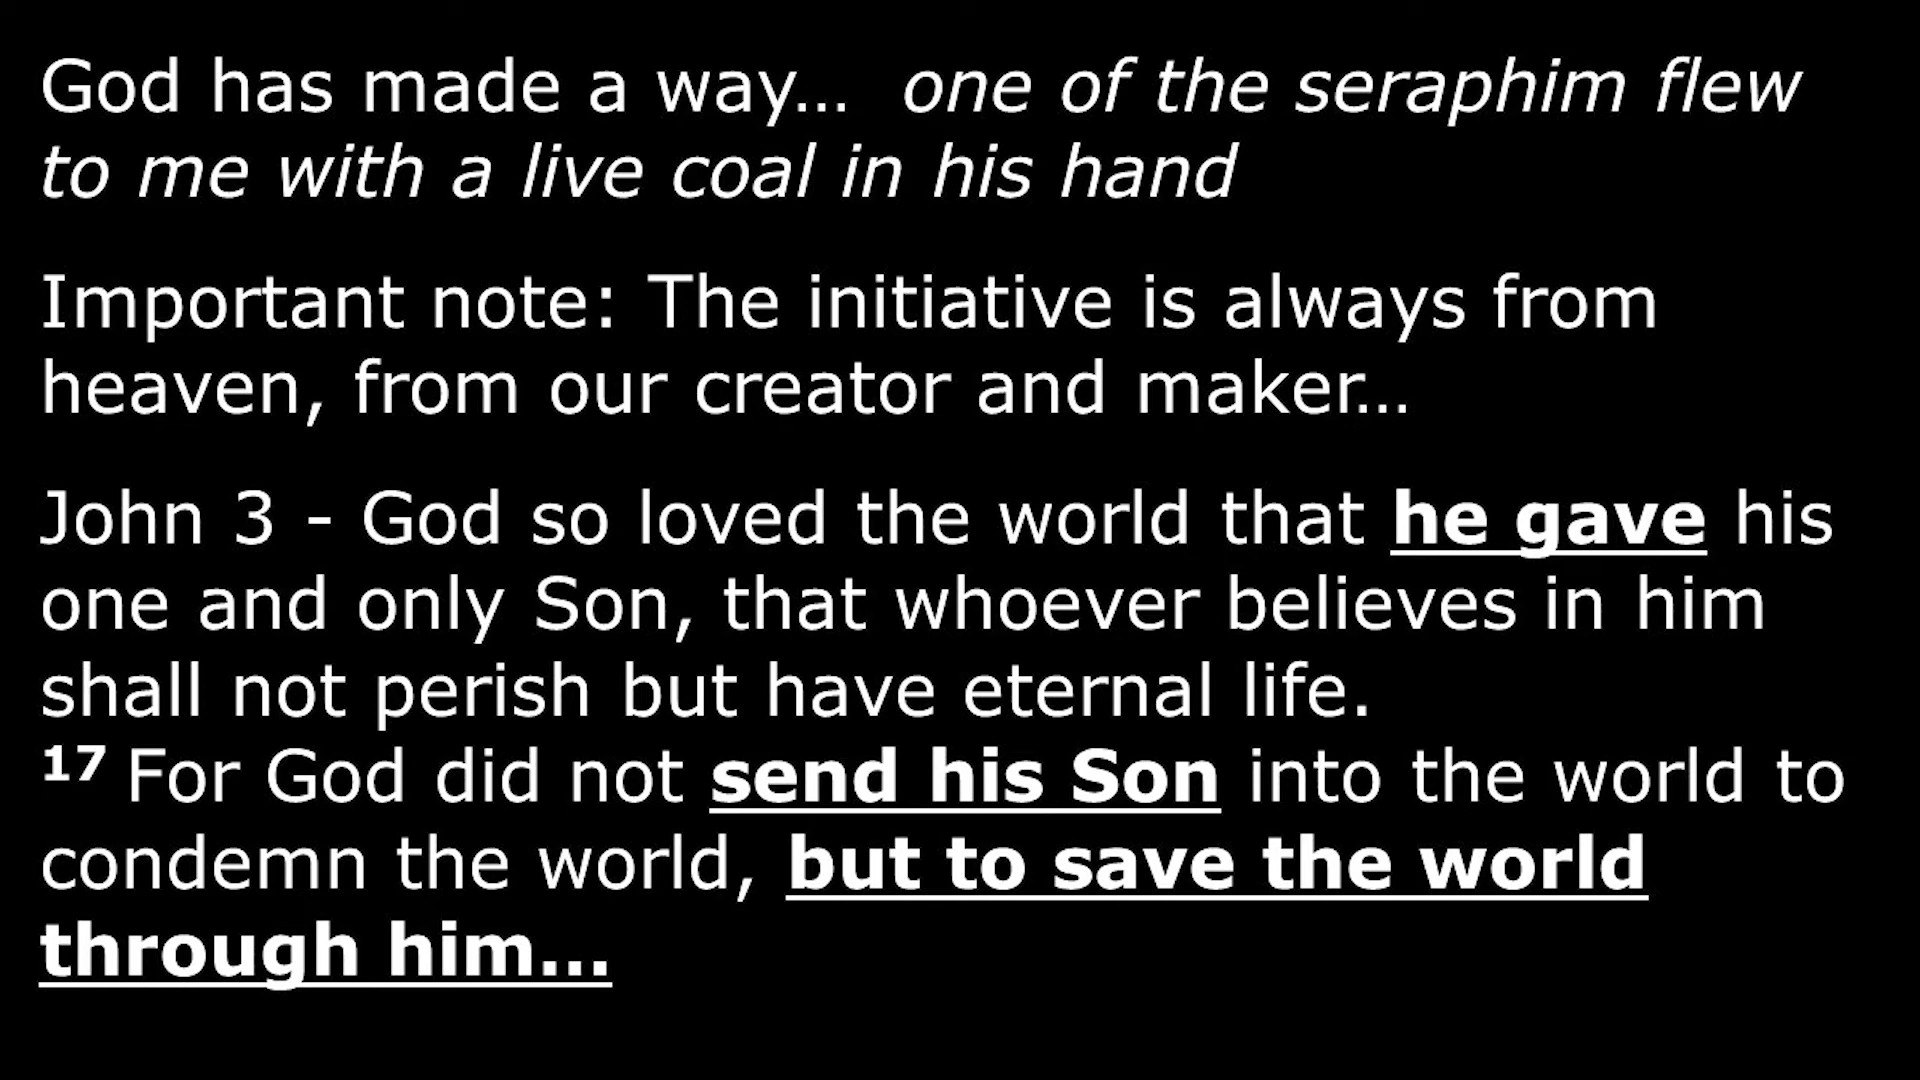 God has made a way… one of the seraphim flew
to me with a live coal in his hand
Important note: The initiative is always from
heaven, from our creator and maker…
John 3 - God so loved the world that he gave his
one and only Son, that whoever believes in him
shall not perish but have eternal life.
17 For God did not send his Son into the world to
condemn the world, but to save the world
through him…